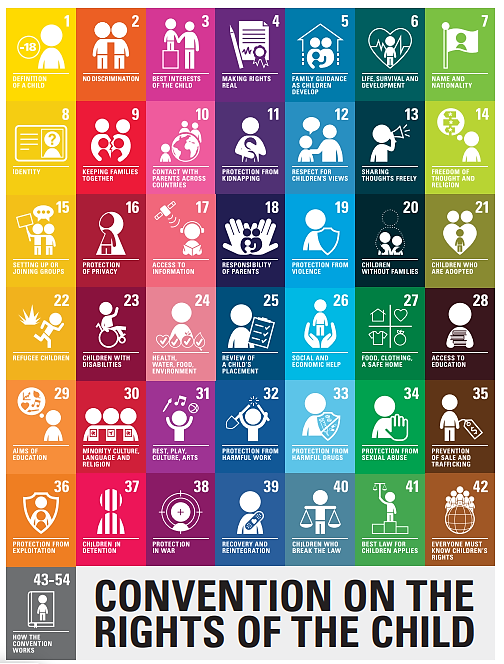 1
-18
DEFINITION
OF A CHILD
2
NO DISCRIMINATION
3
BEST INTERESTS
OF THE CHILD
4
MAKING RIGHTS
REAL
5
FAMILY GUIDANCE
AS CHILDREN
DEVELOP
6
LIFE, SURVIVAL AND
DEVELOPMENT
7
NAME AND
NATIONALITY
8
?
IDENTITY
9
KEEPING FAMILIES
TOGETHER
10
CONTACT WITH
PARENTS ACROSS
COUNTRIES
11
PROTECTION FROM
KIDNAPPING
12
RESPECT FOR
CHILDREN'S VIEWS
13
SHARING
THOUGHTS FREELY
14
FREEDOM OF
THOUGHT AND
RELIGION
15
SETTING UP OR
JOINING GROUPS
16
PROTECTION
OF PRIVACY
17
ACCESS TO
INFORMATION
18
RESPONSIBILITY
OF PARENTS
19
PROTECTION FROM
VIOLENCE
20
CHILDREN
WITHOUT FAMILIES
21
CHILDREN WHO
ARE ADOPTED
22
REFUGEE CHILDREN
23
CHILDREN WITH
DISABILITIES
24
HEALTH,
WATER, FOOD,
ENVIRONMENT
25
REVIEW OF
A CHILD'S
PLACEMENT
26
SOCIAL AND
ECONOMIC HELP
27
FOOD, CLOTHING,
A SAFE HOME
28
ACCESS TO
EDUCATION
29
AIMS OF
EDUCATION
30
MINORITY CULTURE,
LANGUAGE AND
RELIGION
31
REST, PLAY,
CULTURE, ARTS
32
PROTECTION FROM
HARMFUL WORK
33
PROTECTION FROM
HARMFUL DRUGS
34
PROTECTION FROM
SEXUAL ABUSE
35
PREVENTION
OF SALE AND
TRAFFICKING
36
PROTECTION FROM
EXPLOITATION
37
CHILDREN IN
DETENTION
38
PROTECTION
IN WAR
39
RECOVERY AND
REINTEGRATION
40
CHILDREN WHO
BREAK THE LAW
41
BEST LAW FOR
CHILDREN APPLIES
42
EVERYONE MUST
KNOW CHILDREN'S
RIGHTS
43-54
HOW THE
CONVENTION
WORKS
CONVENTION ON THE
RIGHTS OF THE CHILD